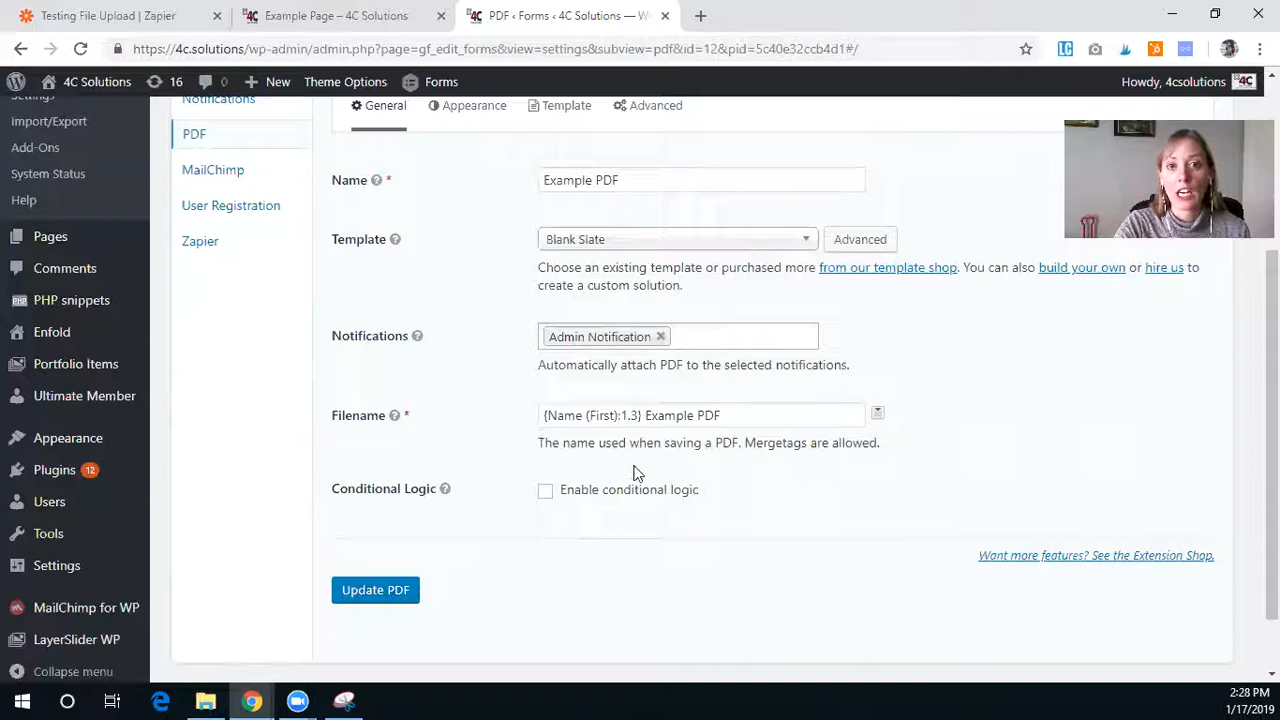 Testing File Upload | Zapier
Example Page – 4C Solutions
PDF ‹ Forms ‹ 4C Solutions — W
https://4c.solutions/wp-admin/admin.php?page=gf_edit_forms&view=settings&subview=pdf&id=12&pid=5c40e32ccb4d1#/
4C Solutions
16
0
New
Theme Options
Forms
Howdy, 4csolutions
4C
Settings
Import/Export
Add-Ons
System Status
Help
Pages
Comments
PHP snippets
Enfold
Portfolio Items
Ultimate Member
Appearance
Plugins 12
Users
Tools
Settings
MailChimp for WP
LayerSlider WP
Collapse menu
Notifications
PDF
MailChimp
User Registration
Zapier
General
Appearance
Template
Advanced
Name *
Example PDF
Template
Blank Slate
Advanced
Choose an existing template or purchased more from our template shop. You can also build your own or hire us to
create a custom solution.
Notifications
Admin Notification
Automatically attach PDF to the selected notifications.
Filename *
{Name (First):1.3} Example PDF
The name used when saving a PDF. Mergetags are allowed.
Conditional Logic
Enable conditional logic
Want more features? See the Extension Shop.
Update PDF
2:28 PM
1/17/2019